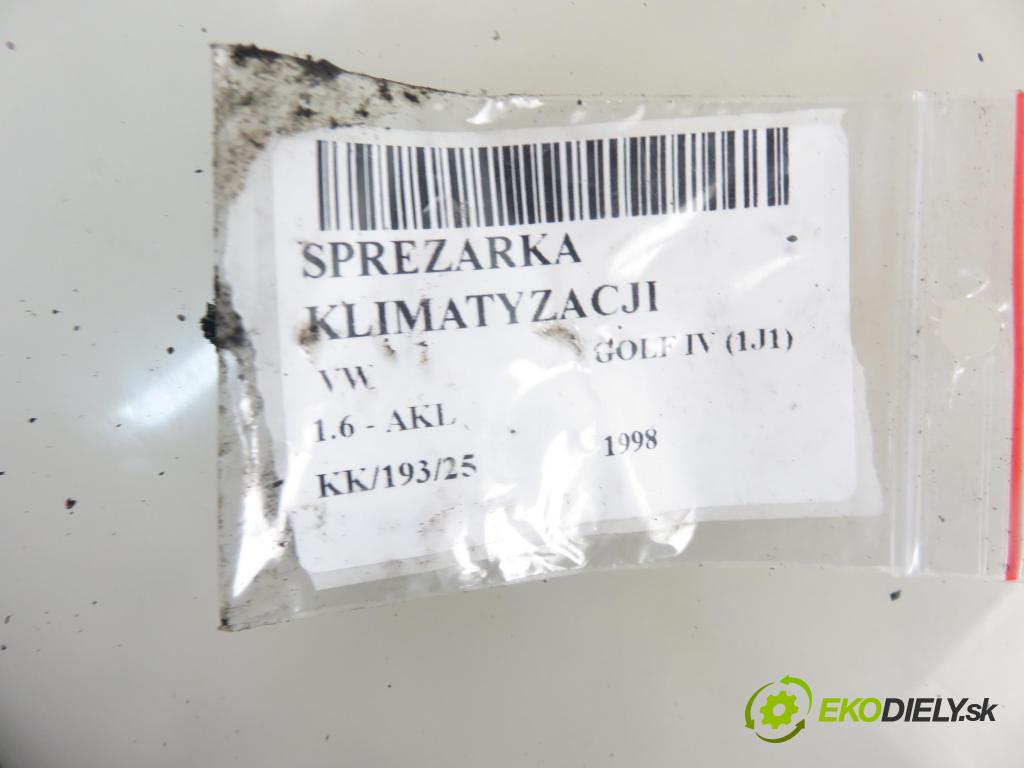 SPREZARKA
KLIMATYZACJI
VW GOLF IV (1J1)
1.6 - AKL
KK/193/25 1998
EKODIELY.sk